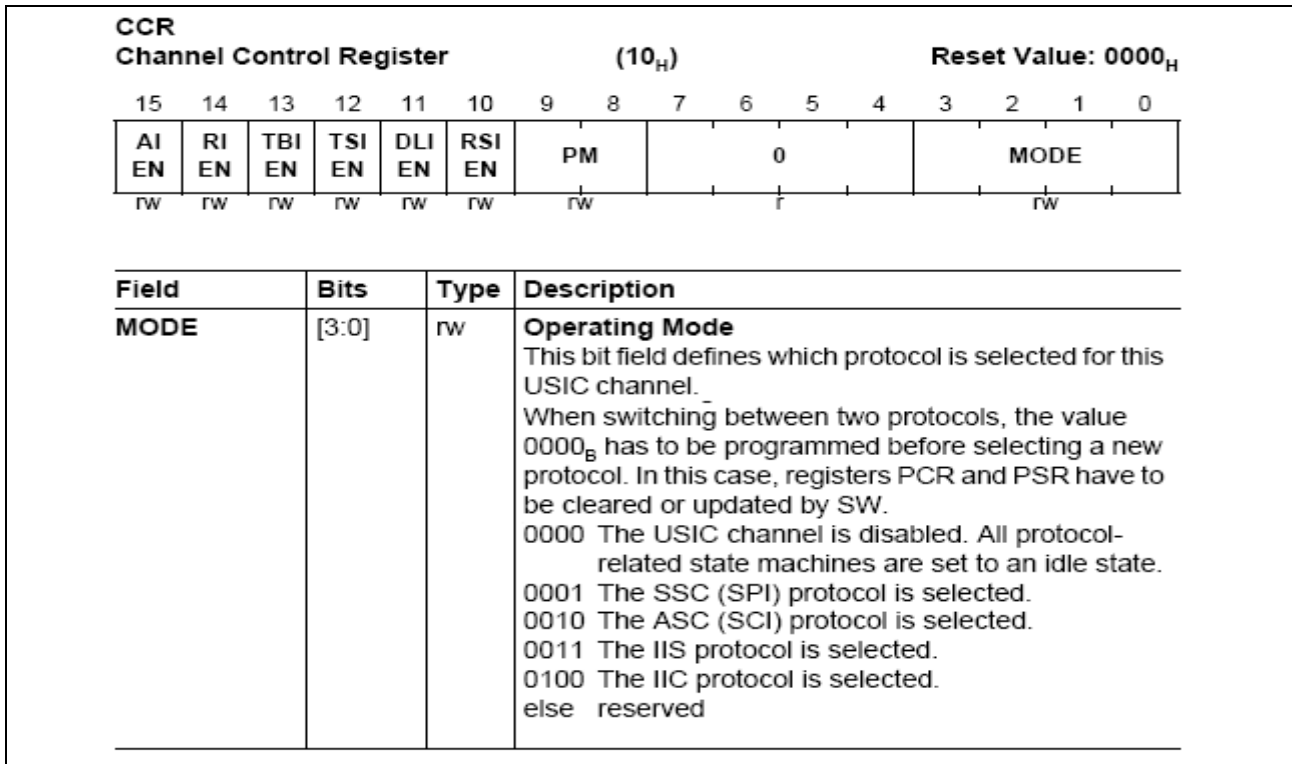 CCR
Channel Control Register (10H) Reset Value: 0000H
15 14 13 12 11 10 9 8 7 6 5 4 3 2 1 0
AI RI TBI TSI DLI RSI PM 0 MODE
EN EN EN EN EN EN
rw rw rw rw rw rw rw r rw
Field Bits Type Description
MODE [3:0] rw Operating Mode
This bit field defines which protocol is selected for this
USIC channel.
When switching between two protocols, the value
0000B has to be programmed before selecting a new
protocol. In this case, registers PCR and PSR have to
be cleared or updated by SW.
0000 The USIC channel is disabled. All protocol-
related state machines are set to an idle state.
0001 The SSC (SPI) protocol is selected.
0010 The ASC (SCI) protocol is selected.
0011 The IIS protocol is selected.
0100 The IIC protocol is selected.
else reserved